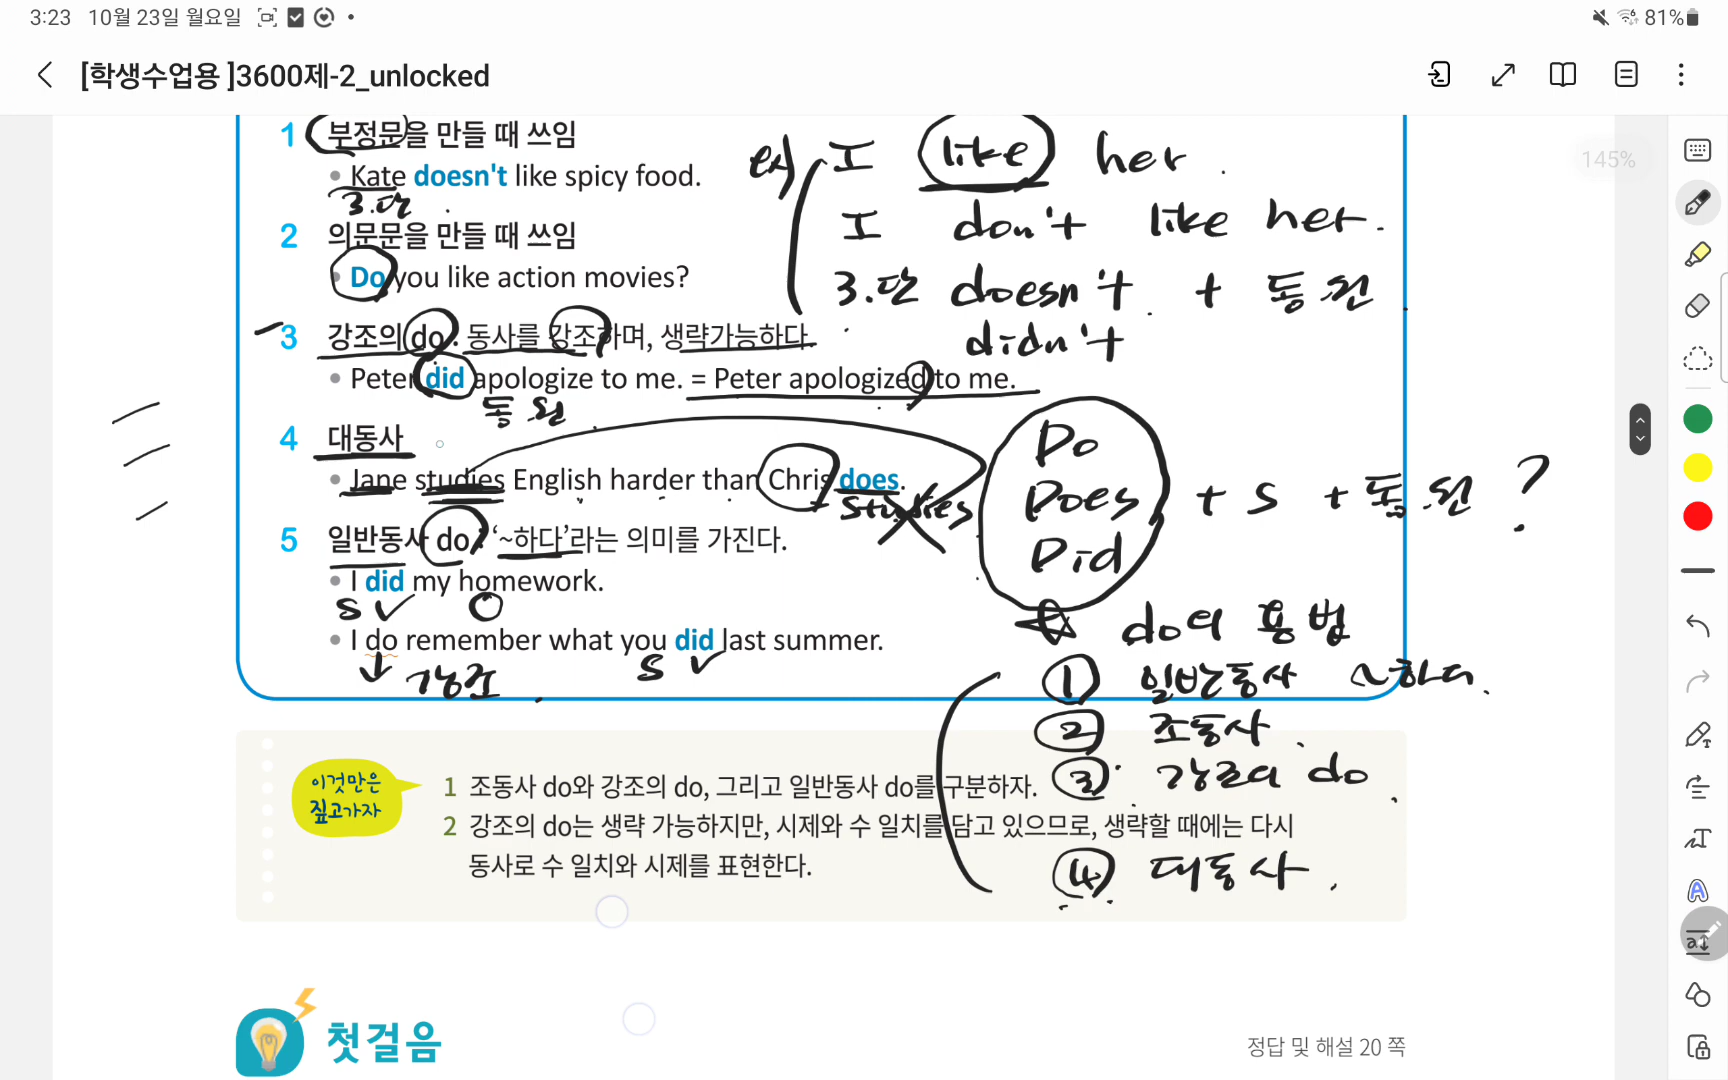 3:23 10월 23일 월요일
81%
[학생수업용 ]3600제-2_unlocked
145%
1 부정문을 만들 때 쓰임
• Kate doesn't like spicy food.
3.단
2 의문문을 만들 때 쓰임
• Do you like action movies?
3 강조의 do : 동사를 강조하며, 생략가능하다.
• Peter did apologize to me. = Peter apologized to me.
동.원
4 대동사
• Jane studies English harder than Chris does.
studies
5 일반동사 do : ‘~하다’라는 의미를 가진다.
• I did my homework.
S V O
• I do remember what you did last summer.
강조
S V
예) I like her.
I don't like her.
3.단 doesn't + 동.원
didn't
Do
Does + S + 동.원 ?
Did
do의 용법
① 일반동사 ~하다.
② 조동사.
③ 강조의 do
④ 대동사.
이것만은
짚고가자
1 조동사 do와 강조의 do, 그리고 일반동사 do를 구분하자.
2 강조의 do는 생략 가능하지만, 시제와 수 일치를 담고 있으므로, 생략할 때에는 다시
동사로 수 일치와 시제를 표현한다.
첫걸음
정답 및 해설 20 쪽